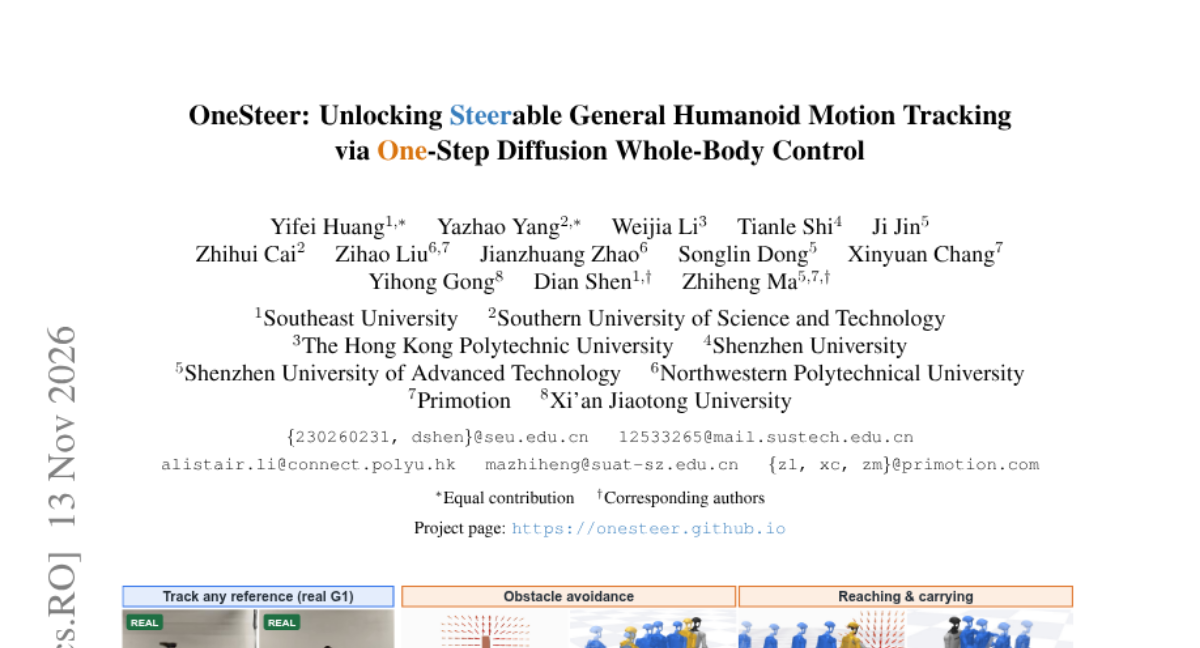 OneSteer: Unlocking Steerable General Humanoid Motion Tracking
via One-Step Diffusion Whole-Body Control
Yifei Huang1,* Yazhao Yang2,* Weijia Li3 Tianle Shi4 Ji Jin5
Zhihui Cai2 Zihao Liu6,7 Jianzhuang Zhao6 Songlin Dong5 Xinyuan Chang7
Yihong Gong8 Dian Shen1,† Zhiheng Ma5,7,†
1Southeast University 2Southern University of Science and Technology
3The Hong Kong Polytechnic University 4Shenzhen University
5Shenzhen University of Advanced Technology 6Northwestern Polytechnical University
7Primotion 8Xi'an Jiaotong University
{230260231, dshen}@seu.edu.cn 12533265@mail.sustech.edu.cn
alistair.li@connect.polyu.hk mazhiheng@suat-sz.edu.cn {zl, xc, zm}@primotion.com
*Equal contribution †Corresponding authors
Project page: https://onesteer.github.io
cs.RO] 13 Nov 2026
Track any reference (real G1) Obstacle avoidance Reaching & carrying
REAL REAL